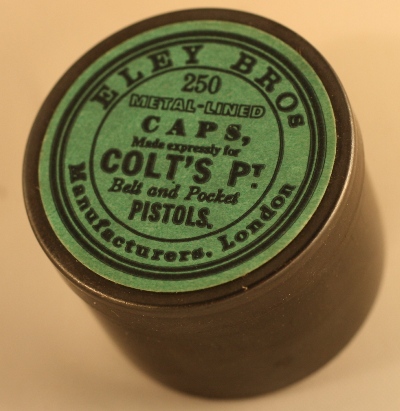 ELEY BROS
250
METAL-LINED
CAPS,
Made expressly for
COLT'S PT.
Belt and Pocket
PISTOLS.
Manufacturers. London